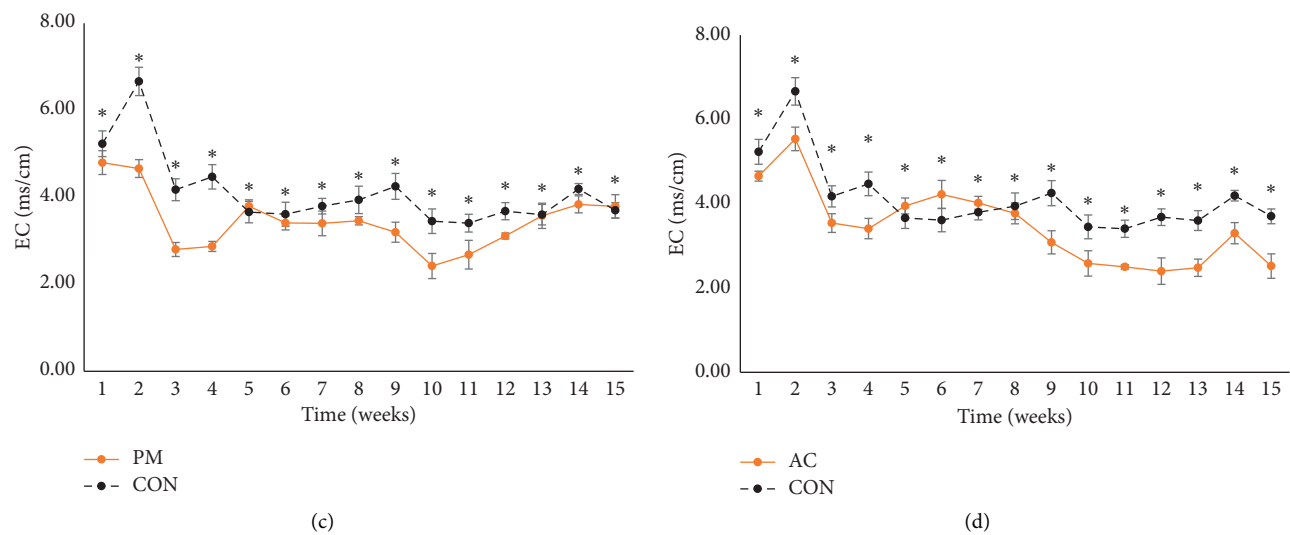 8.00
6.00
4.00
2.00
0.00
EC (ms/cm)
* * * * * * * * * * * * * * *
1 2 3 4 5 6 7 8 9 10 11 12 13 14 15
Time (weeks)
PM
CON
(c)
8.00
6.00
4.00
2.00
0.00
EC (ms/cm)
* * * * * * * * * * * * * *
1 2 3 4 5 6 7 8 9 10 11 12 13 14 15
Time (weeks)
AC
CON
(d)